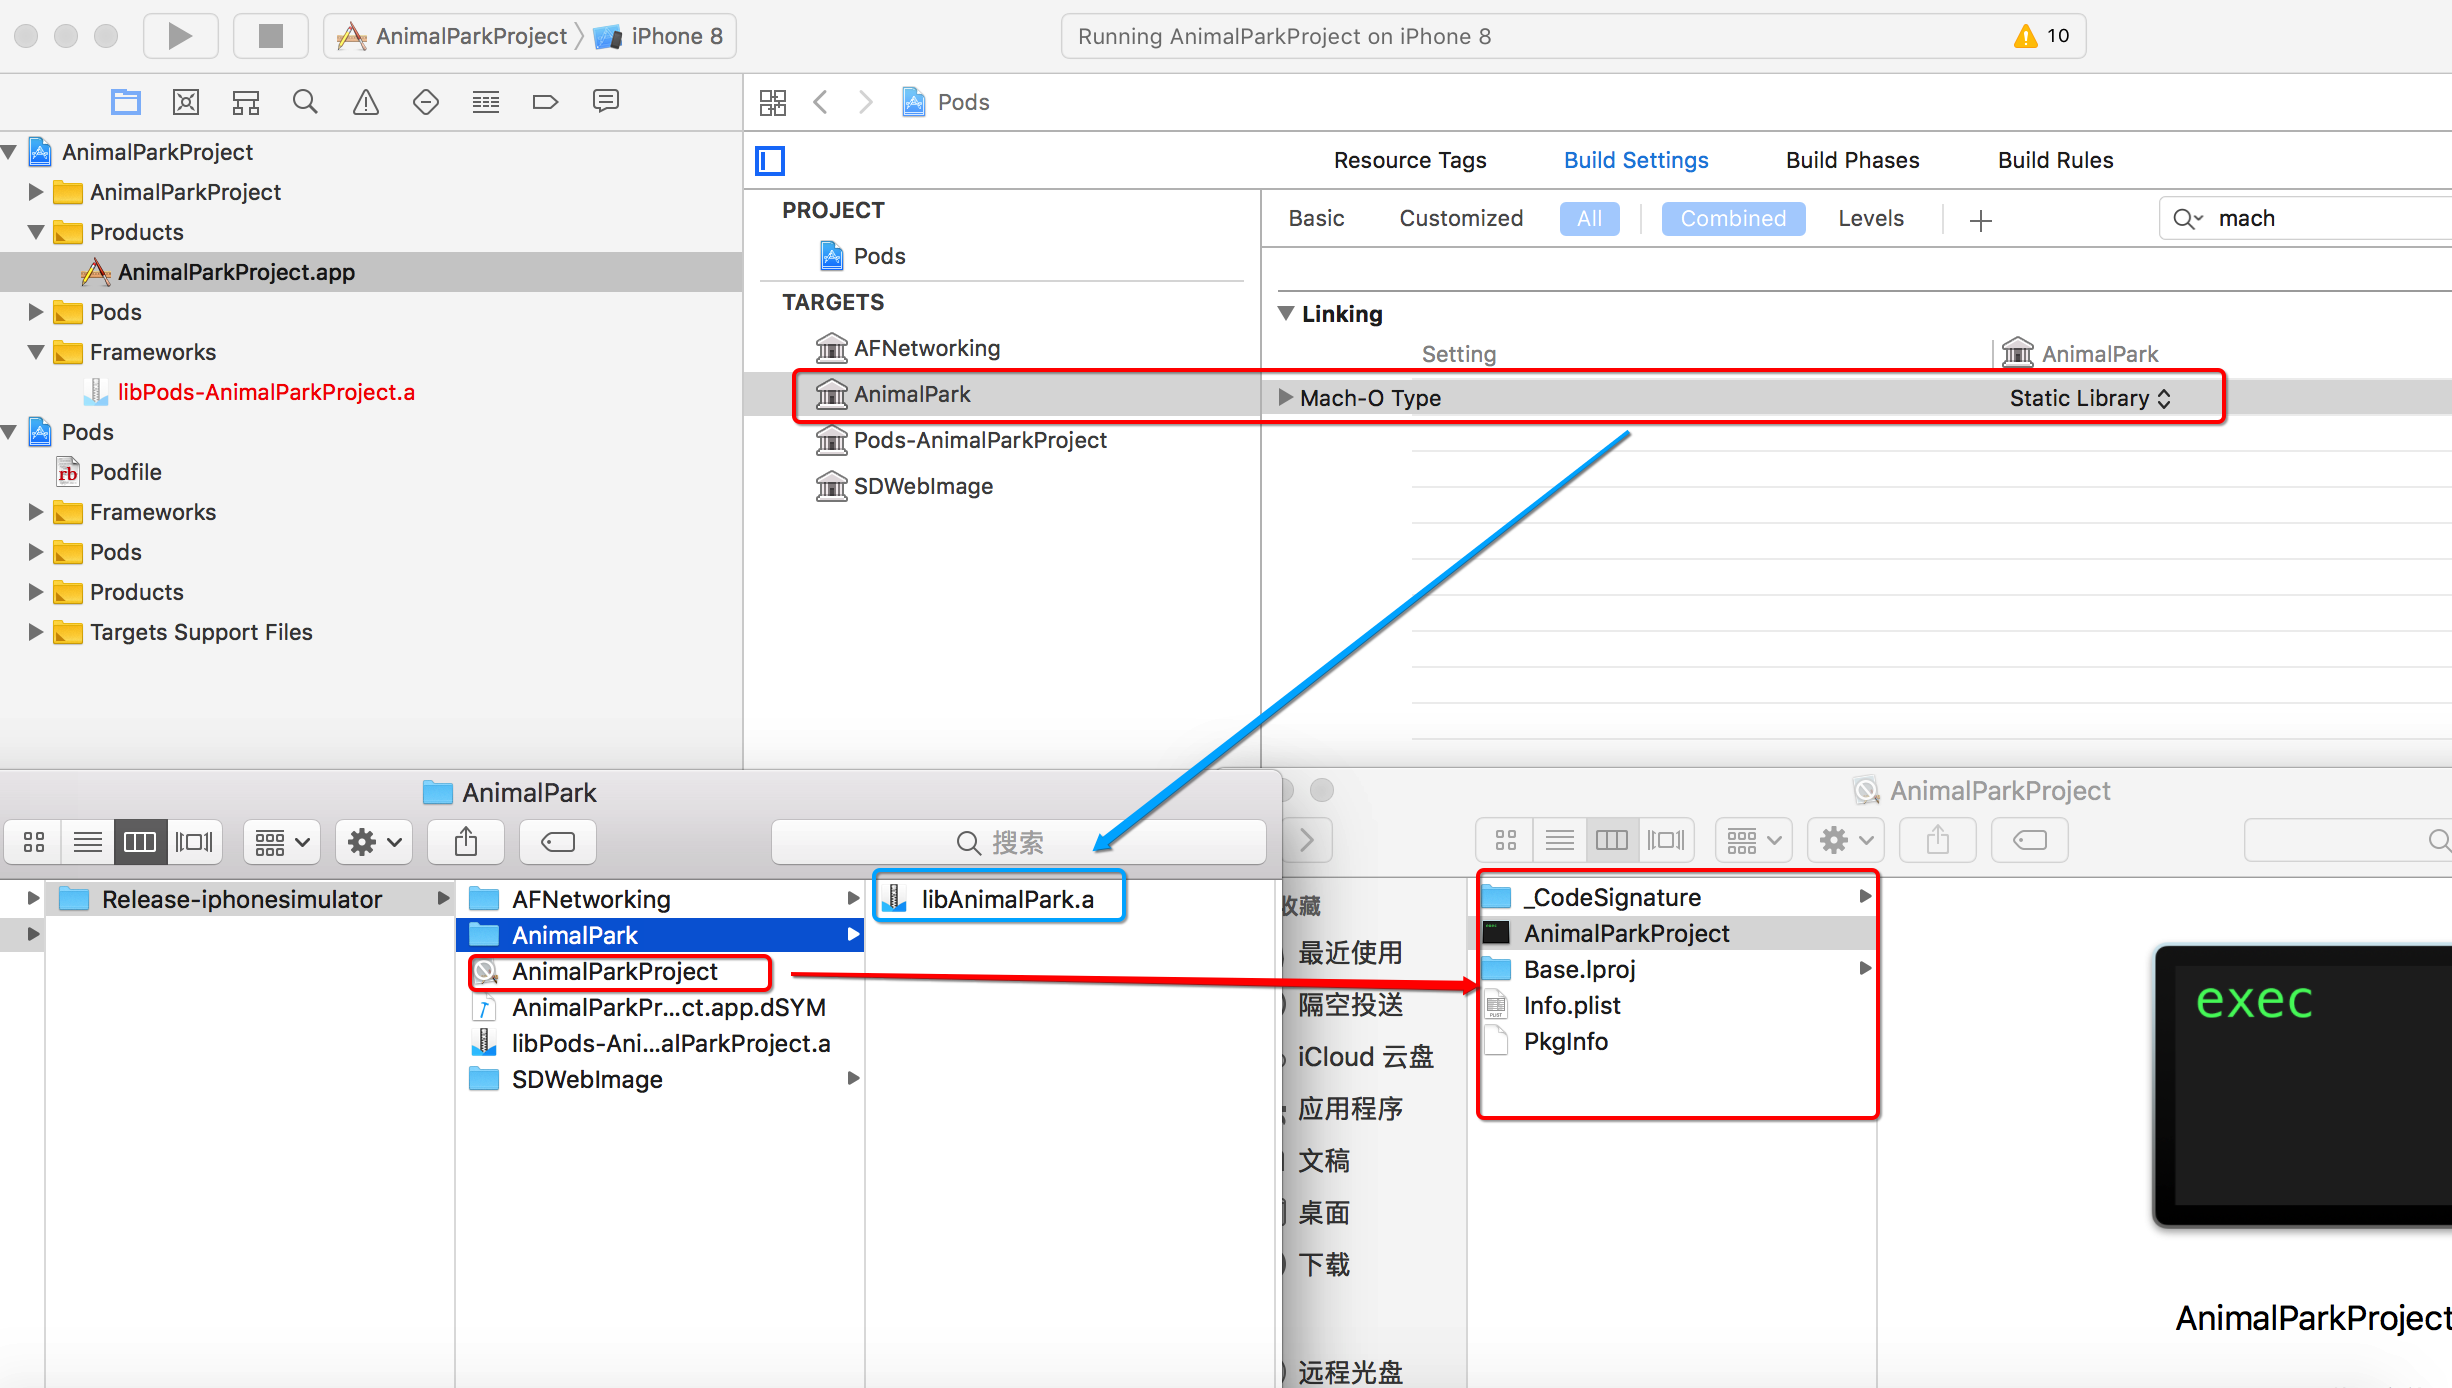 AnimalParkProject
iPhone 8
Running AnimalParkProject on iPhone 8
10
Pods
AnimalParkProject
AnimalParkProject
Products
AnimalParkProject.app
Pods
Frameworks
libPods-AnimalParkProject.a
Pods
rb
Podfile
Frameworks
Pods
Products
Targets Support Files
Resource Tags
Build Settings
Build Phases
Build Rules
PROJECT
Pods
TARGETS
AFNetworking
AnimalPark
Pods-AnimalParkProject
SDWebImage
Basic
Customized
All
Combined
Levels
mach
Linking
Setting
AnimalPark
Mach-O Type
Static Library
AnimalPark
搜索
Release-iphonesimulator
AFNetworking
AnimalPark
AnimalParkProject
AnimalParkPr...ct.app.dSYM
libPods-Ani...alParkProject.a
SDWebImage
libAnimalPark.a
AnimalParkProject
收藏
最近使用
隔空投送
iCloud 云盘
应用程序
文稿
桌面
下载
远程光盘
_CodeSignature
AnimalParkProject
Base.lproj
Info.plist
PkgInfo
exec
AnimalParkProject